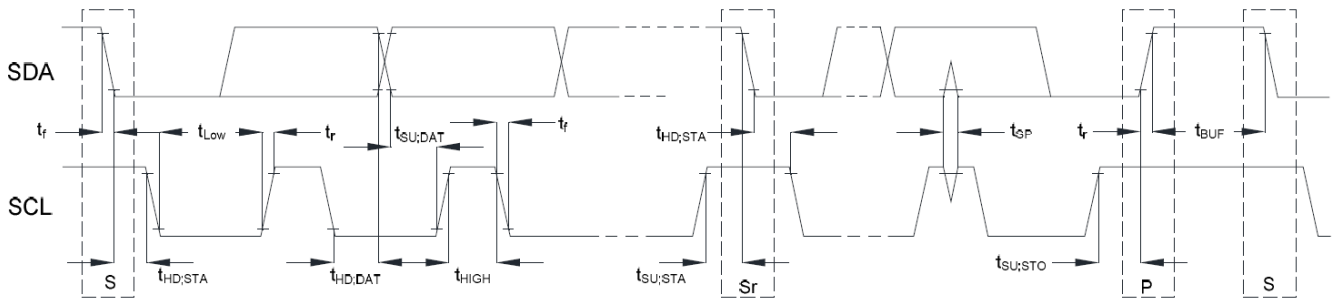 SDA
t_f
t_Low
t_r
t_SU;DAT
t_f
t_HD;STA
t_SP
t_r
t_BUF
SCL
S
t_HD;STA
t_HD;DAT
t_HIGH
t_SU;STA
Sr
t_SU;STO
P
S